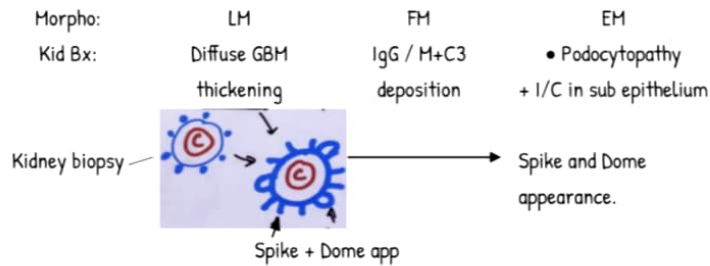 Morpho: LM FM EM
Kid Bx: Diffuse GBM IgG / M+C3 • Podocytopathy
thickening deposition + I/C in sub epithelium
C
C
Kidney biopsy Spike and Dome
appearance.
Spike + Dome app